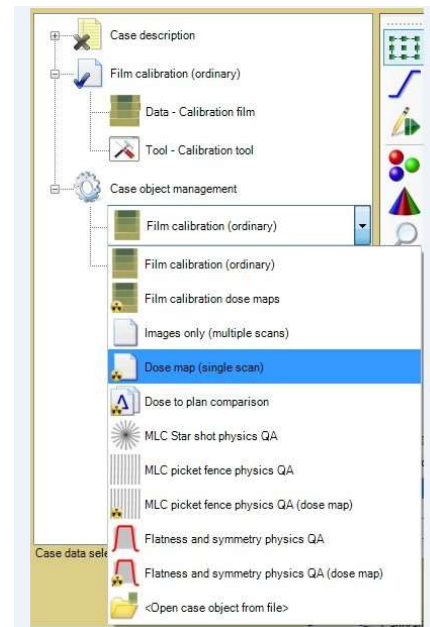 Case description
Film calibration (ordinary)
Data - Calibration film
Tool - Calibration tool
Case object management
Film calibration (ordinary)
Film calibration (ordinary)
Film calibration dose maps
Images only (multiple scans)
Dose map (single scan)
Dose to plan comparison
MLC Star shot physics QA
MLC picket fence physics QA
MLC picket fence physics QA (dose map)
Flatness and symmetry physics QA
Flatness and symmetry physics QA (dose map)
Case data sele
<Open case object from file>